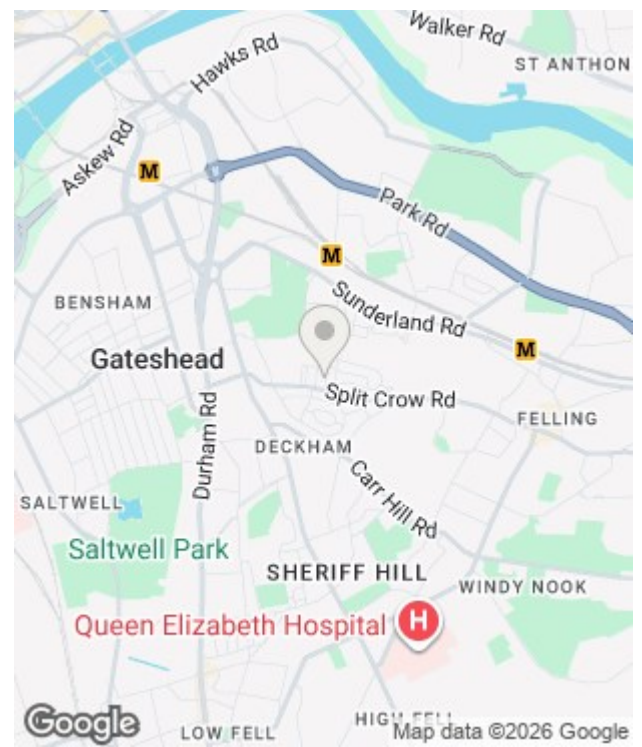 Walker Rd
Hawks Rd
ST ANTHON
Askew Rd
M
Park Rd
M
BENSHAM
Sunderland Rd
M
Gateshead
Split Crow Rd
FELLING
Durham Rd
DECKHAM
Carr Hill Rd
SALTWELL
Saltwell Park
SHERIFF HILL
WINDY NOOK
Queen Elizabeth Hospital
H
HIGH FELL
Google
LOW FELL
Map data ©2026 Google